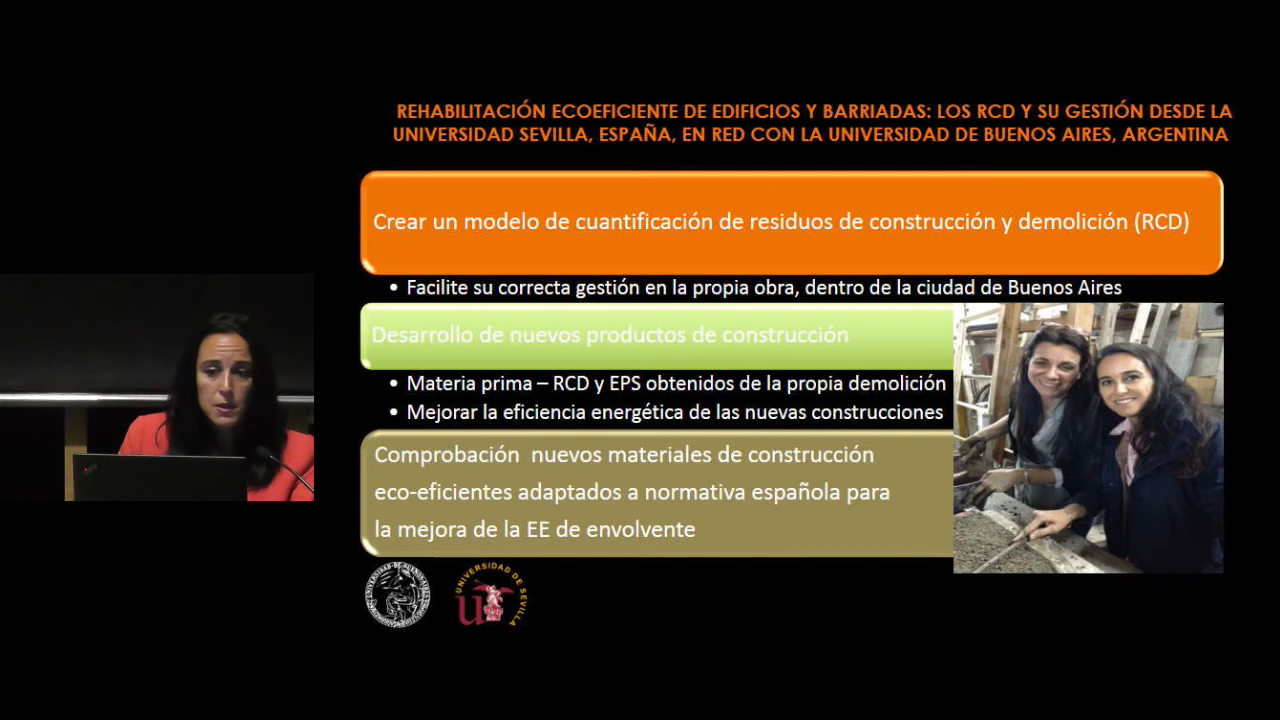 REHABILITACIÓN ECOEFICIENTE DE EDIFICIOS Y BARRIADAS: LOS RCD Y SU GESTIÓN DESDE LA
UNIVERSIDAD SEVILLA, ESPAÑA, EN RED CON LA UNIVERSIDAD DE BUENOS AIRES, ARGENTINA
Crear un modelo de cuantificación de residuos de construcción y demolición (RCD)
• Facilite su correcta gestión en la propia obra, dentro de la ciudad de Buenos Aires
Desarrollo de nuevos productos de construcción
• Materia prima – RCD y EPS obtenidos de la propia demolición
• Mejorar la eficiencia energética de las nuevas construcciones
Comprobación nuevos materiales de construcción
eco-eficientes adaptados a normativa española para
la mejora de la EE de envolvente
UNIVERSIDAD DE SEVILLA